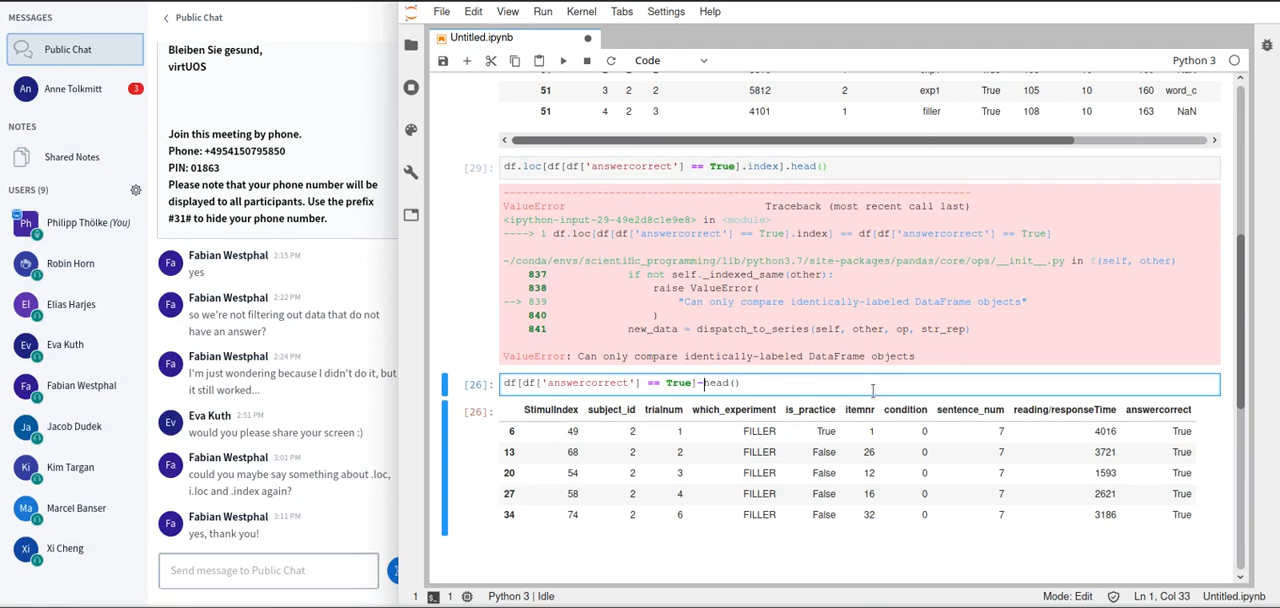 MESSAGES
Public Chat
An Anne Tolmitt 3
NOTES
Shared Notes
USERS (9)
Ph Philipp Thölke (You)
Robin Horn
El Elias Harjes
Ev Eva Kuth
Fa Fabian Westphal
Ja Jacob Dudek
Ki Kim Targan
Ma Marcel Banser
Xi Xi Cheng
Public Chat
Bleiben Sie gesund,
virtUOS
Join this meeting by phone.
Phone: +4954150795850
PIN: 01863
Please note that your phone number will be
displayed to all participants. Use the prefix
#31# to hide your phone number.
Fa Fabian Westphal 2:15 PM
yes
Fa Fabian Westphal 2:22 PM
so we're not filtering out data that do not
have an answer?
Fa Fabian Westphal 2:24 PM
I'm just wondering because I didn't do it, but
it still worked...
Ev Eva Kuth 2:51 PM
would you please share your screen :)
Fa Fabian Westphal 3:01 PM
could you maybe say something about .loc,
i.loc and .index again?
Fa Fabian Westphal 3:11 PM
yes, thank you!
Send message to Public Chat
File Edit View Run Kernel Tabs Settings Help
Untitled.ipynb
Code Python 3
51 3 2 2 5812 2 exp1 True 105 10 160 word_c
51 4 2 3 4101 1 filler True 108 10 163 NaN
[29]: df.loc[df[df['answercorrect'] == True].index].head()
---------------------------------------------------------------------------
ValueError Traceback (most recent call last)
<ipython-input-29-49e2d8c1e9e8> in <module>
----> 1 df.loc[df[df['answercorrect'] == True].index] == df[df['answercorrect'] == True]
~/conda/envs/scientific_programming/lib/python3.7/site-packages/pandas/core/ops/__init__.py in f(self, other)
837 if not self._indexed_same(other):
838 raise ValueError(
--> 839 "Can only compare identically-labeled DataFrame objects"
840 )
841 new_data = dispatch_to_series(self, other, op, str_rep)
ValueError: Can only compare identically-labeled DataFrame objects
[26]: df[df['answercorrect'] == True].head()
[26]: StimulIndex subject_id trialnum which_experiment is_practice itemnr condition sentence_num reading/responseTime answercorrect
6 49 2 1 FILLER True 1 0 7 4016 True
13 68 2 2 FILLER False 26 0 7 3721 True
20 54 2 3 FILLER False 12 0 7 1593 True
27 58 2 4 FILLER False 16 0 7 2621 True
34 74 2 6 FILLER False 32 0 7 3186 True
1 1 Python 3 | Idle Mode: Edit Ln 1, Col 33 Untitled.ipynb